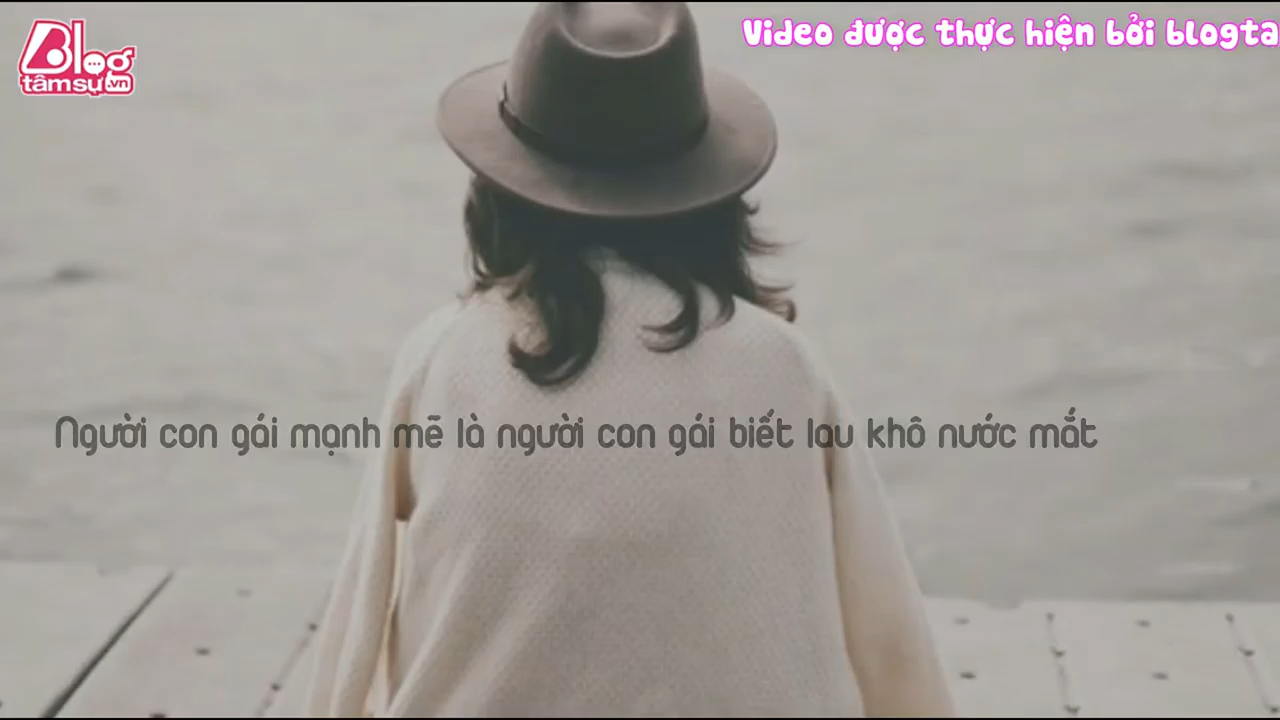 Blog
tâmsự.vn
Video được thực hiện bởi blogta
Người con gái mạnh mẽ là người con gái biết lau khô nước mắt